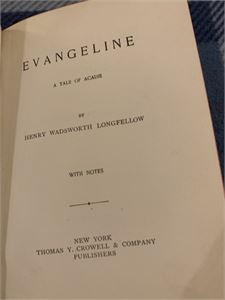 EVANGELINE
A TALE OF ACADIE
BY
HENRY WADSWORTH LONGFELLOW
WITH NOTES
NEW YORK
THOMAS Y. CROWELL & COMPANY
PUBLISHERS